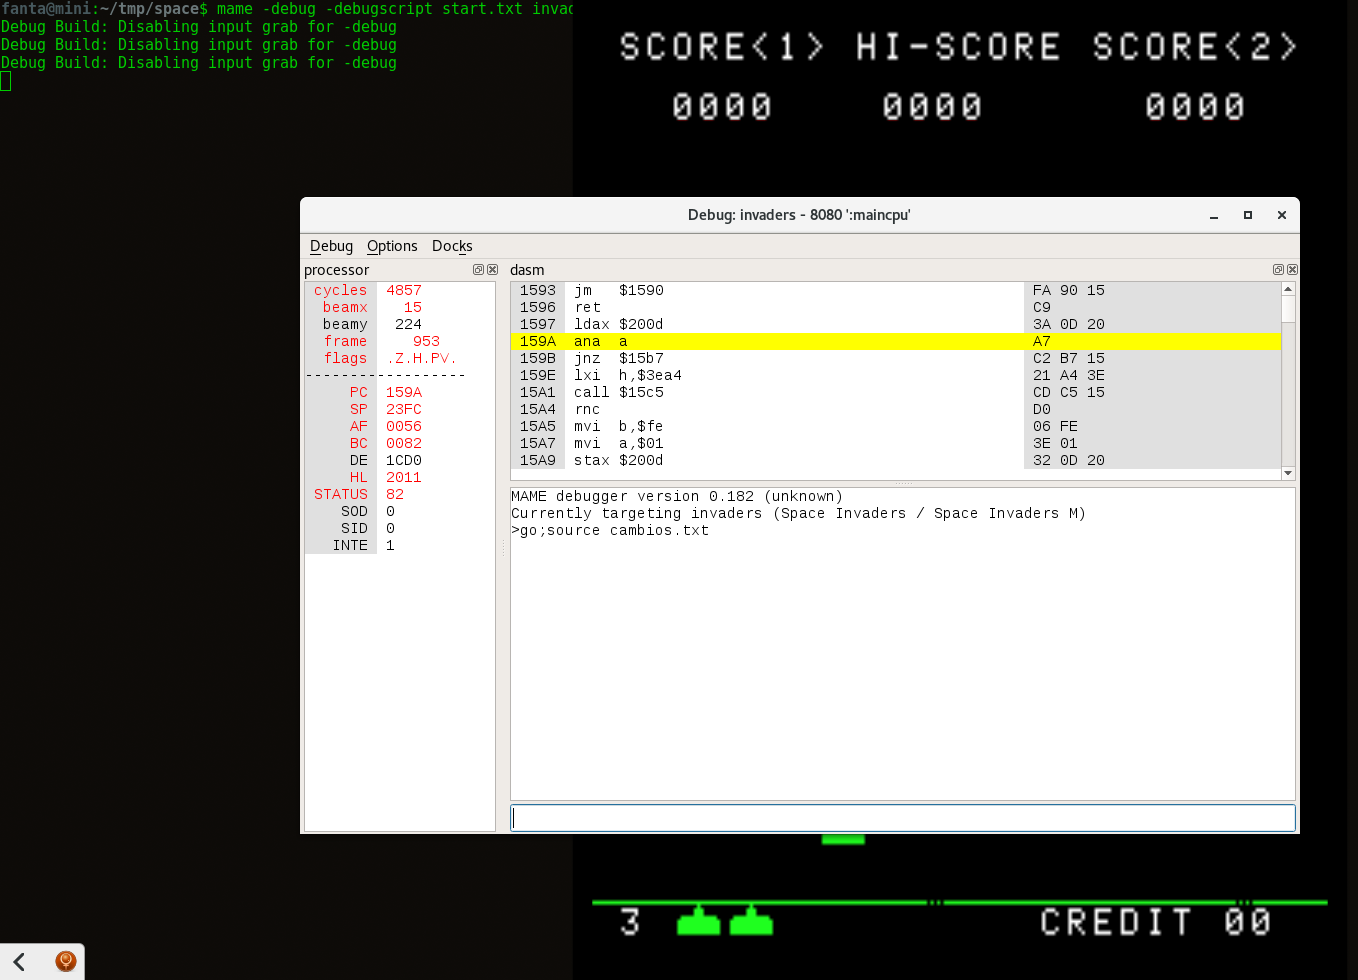 fanta@mini:~/tmp/space$ mame -debug -debugscript start.txt invad
Debug Build: Disabling input grab for -debug
Debug Build: Disabling input grab for -debug
Debug Build: Disabling input grab for -debug
SCORE<1> HI-SCORE SCORE<2>
0000 0000 0000
Debug: invaders - 8080 ':maincpu'
Debug Options Docks
processor
cycles 4857
beamx 15
beamy 224
frame 953
flags .Z.H.PV.
-----------------
PC 159A
SP 23FC
AF 0056
BC 0082
DE 1CD0
HL 2011
STATUS 82
SOD 0
SID 0
INTE 1
dasm
1593 jm $1590 FA 90 15
1596 ret C9
1597 ldax $200d 3A 0D 20
159A ana a A7
159B jnz $15b7 C2 B7 15
159E lxi h,$3ea4 21 A4 3E
15A1 call $15c5 CD C5 15
15A4 rnc D0
15A5 mvi b,$fe 06 FE
15A7 mvi a,$01 3E 01
15A9 stax $200d 32 0D 20
MAME debugger version 0.182 (unknown)
Currently targeting invaders (Space Invaders / Space Invaders M)
>go;source cambios.txt
3 CREDIT 00